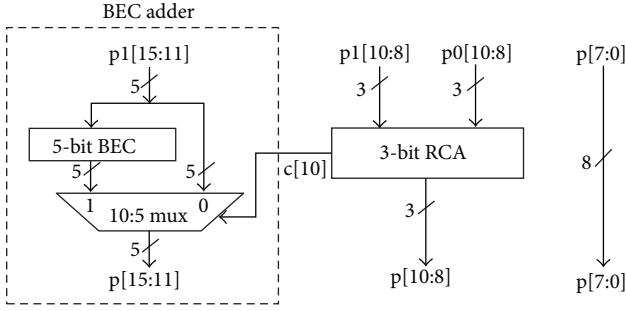 BEC adder
p1[15:11]
p1[10:8]
p0[10:8]
p[7:0]
5
3
3
5-bit BEC
3-bit RCA
c[10]
5
5
8
1
0
10:5 mux
3
5
p[15:11]
p[10:8]
p[7:0]